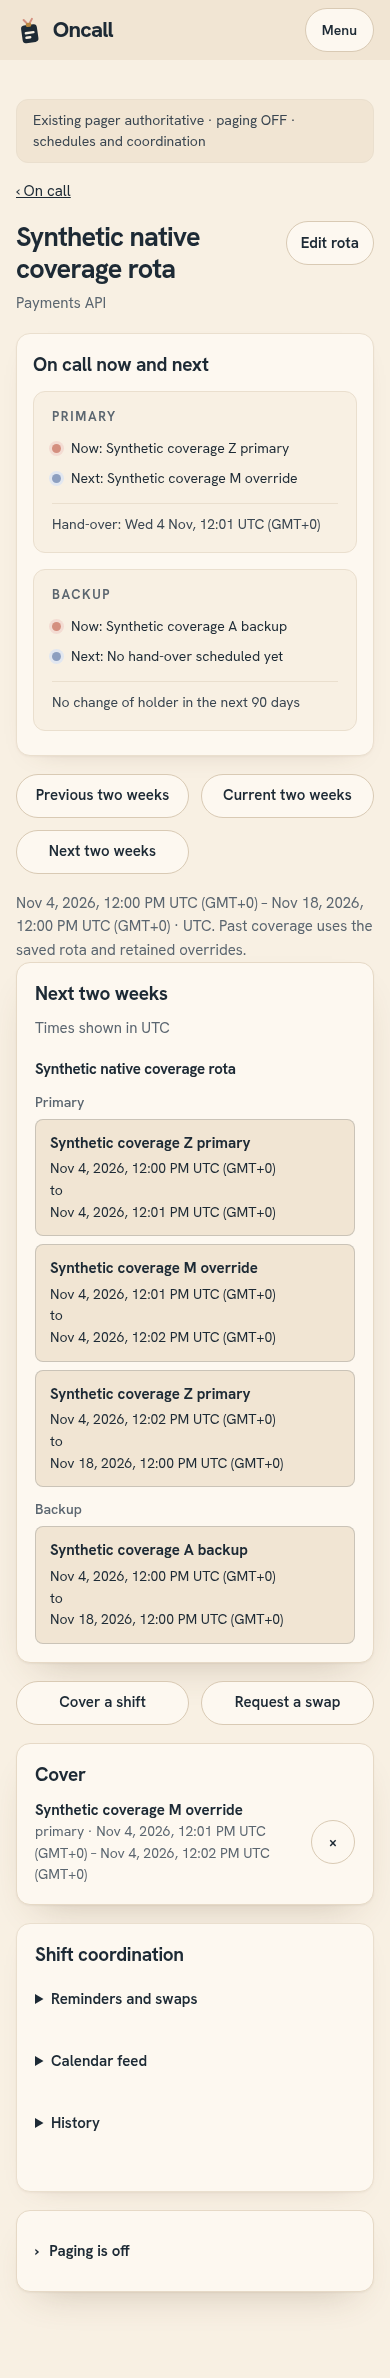 Oncall
Menu
Existing pager authoritative · paging OFF ·
schedules and coordination
‹ On call
Synthetic native
coverage rota
Edit rota
Payments API
On call now and next
PRIMARY
Now: Synthetic coverage Z primary
Next: Synthetic coverage M override
Hand-over: Wed 4 Nov, 12:01 UTC (GMT+0)
BACKUP
Now: Synthetic coverage A backup
Next: No hand-over scheduled yet
No change of holder in the next 90 days
Previous two weeks
Current two weeks
Next two weeks
Nov 4, 2026, 12:00 PM UTC (GMT+0) – Nov 18, 2026,
12:00 PM UTC (GMT+0) · UTC. Past coverage uses the
saved rota and retained overrides.
Next two weeks
Times shown in UTC
Synthetic native coverage rota
Primary
Synthetic coverage Z primary
Nov 4, 2026, 12:00 PM UTC (GMT+0)
to
Nov 4, 2026, 12:01 PM UTC (GMT+0)
Synthetic coverage M override
Nov 4, 2026, 12:01 PM UTC (GMT+0)
to
Nov 4, 2026, 12:02 PM UTC (GMT+0)
Synthetic coverage Z primary
Nov 4, 2026, 12:02 PM UTC (GMT+0)
to
Nov 18, 2026, 12:00 PM UTC (GMT+0)
Backup
Synthetic coverage A backup
Nov 4, 2026, 12:00 PM UTC (GMT+0)
to
Nov 18, 2026, 12:00 PM UTC (GMT+0)
Cover a shift
Request a swap
Cover
Synthetic coverage M override
primary · Nov 4, 2026, 12:01 PM UTC
(GMT+0) – Nov 4, 2026, 12:02 PM UTC
(GMT+0)
×
Shift coordination
▶ Reminders and swaps
▶ Calendar feed
▶ History
› Paging is off